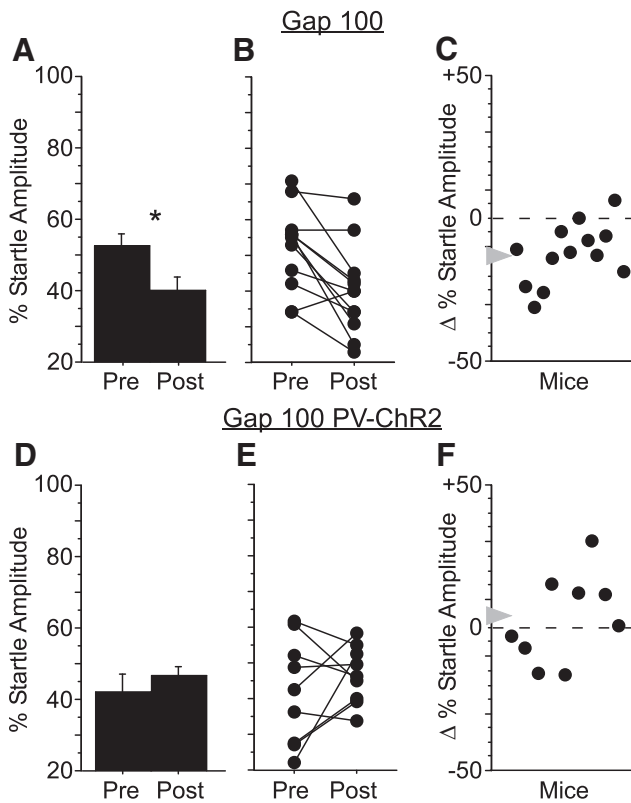 Gap 100
A
B
C
100
80
60
40
20
% Startle Amplitude
*
Pre Post
Pre Post
+50
0
-50
Δ % Startle Amplitude
Mice
Gap 100 PV-ChR2
D
E
F
100
80
60
40
20
% Startle Amplitude
Pre Post
Pre Post
+50
0
-50
Δ % Startle Amplitude
Mice